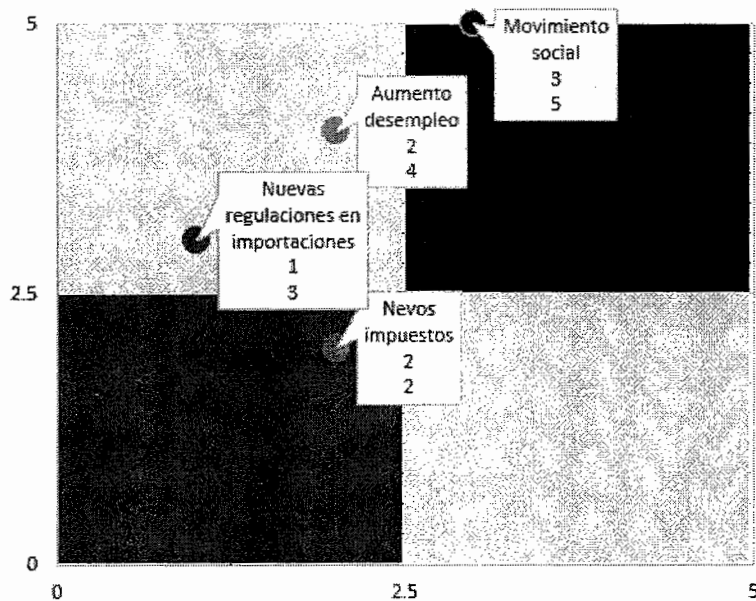 5
Movimiento
social
3
5
Aumento
desempleo
2
4
Nuevas
regulaciones en
importaciones
1
3
2.5
Nevos
impuestos
2
2
0
0
2.5
5